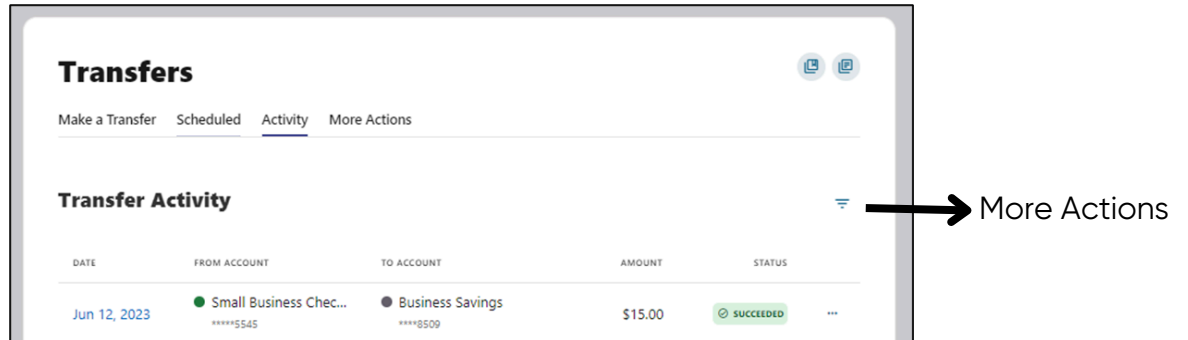 Transfers
Make a Transfer Scheduled Activity More Actions
Transfer Activity
More Actions
DATE FROM ACCOUNT TO ACCOUNT AMOUNT STATUS
Jun 12, 2023 Small Business Chec... Business Savings $15.00 SUCCEEDED ...
*****5545 ****8509